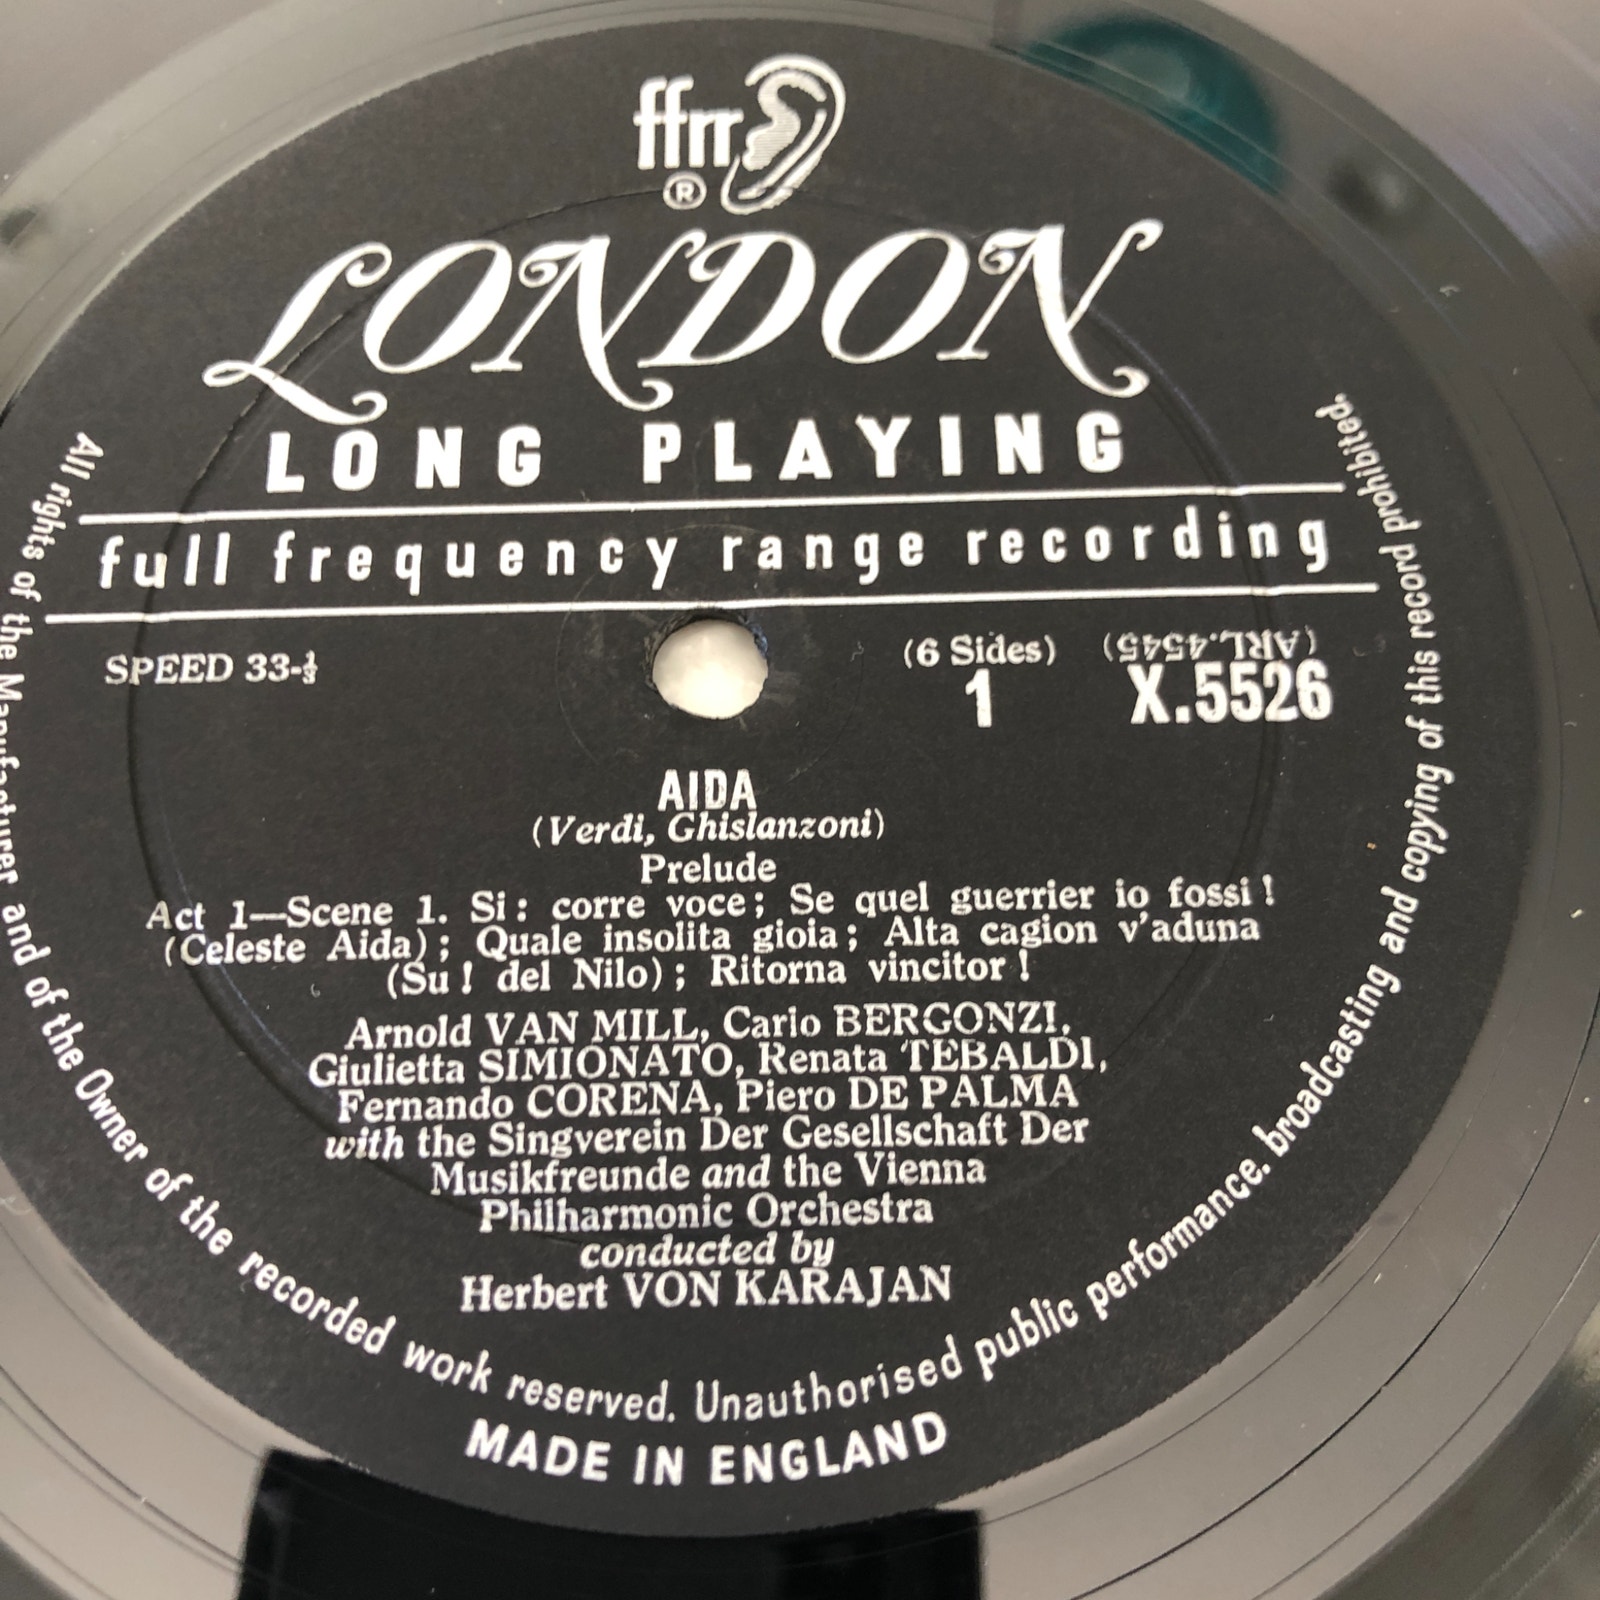 ffrr
®
LONDON
LONG PLAYING
full frequency range recording
SPEED 33-⅓
(6 Sides)
1
(ARL.4545)
X.5526
AIDA
(Verdi, Ghislanzoni)
Prelude
Act 1—Scene 1. Si: corre voce; Se quel guerrier io fossi!
(Celeste Aida); Quale insolita gioia; Alta cagion v'aduna
(Su! del Nilo); Ritorna vincitor!
Arnold VAN MILL, Carlo BERGONZI,
Giulietta SIMIONATO, Renata TEBALDI,
Fernando CORENA, Piero DE PALMA
with the Singverein Der Gesellschaft Der
Musikfreunde and the Vienna
Philharmonic Orchestra
conducted by
Herbert VON KARAJAN
All rights of the Manufacturer and of the Owner of the recorded work reserved. Unauthorised public performance, broadcasting and copying of this record prohibited.
MADE IN ENGLAND